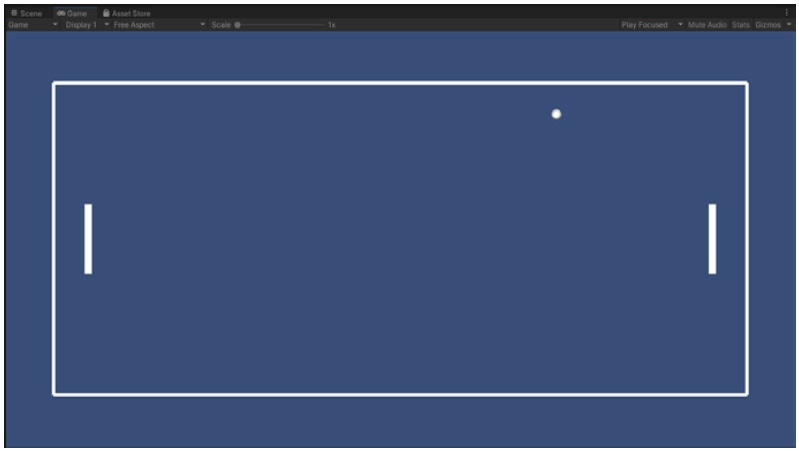 Scene Game Asset Store
Game Display 1 Free Aspect Scale 1x Play Focused Mute Audio Stats Gizmos